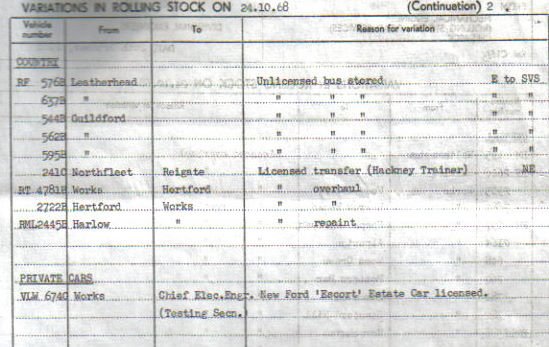 VARIATIONS IN ROLLING STOCK ON 24.10.68 (Continuation) 2
Vehicle number From To Reason for variation
COUNTRY
RF 576B Leatherhead Unlicensed bus stored E to SVS
637B " " " " " "
544B Guildford " " " " "
562B " " " " " "
595B " " " " " "
241C Northfleet Reigate Licensed transfer (Hackney Trainer) NE
RT 4781B Works Hertford " overhaul
2722B Hertford Works " "
RML2445B Harlow " " repaint
PRIVATE CARS
VLW 674G Works Chief Elec.Engr. New Ford 'Escort' Estate Car licensed.
(Testing Secn.)